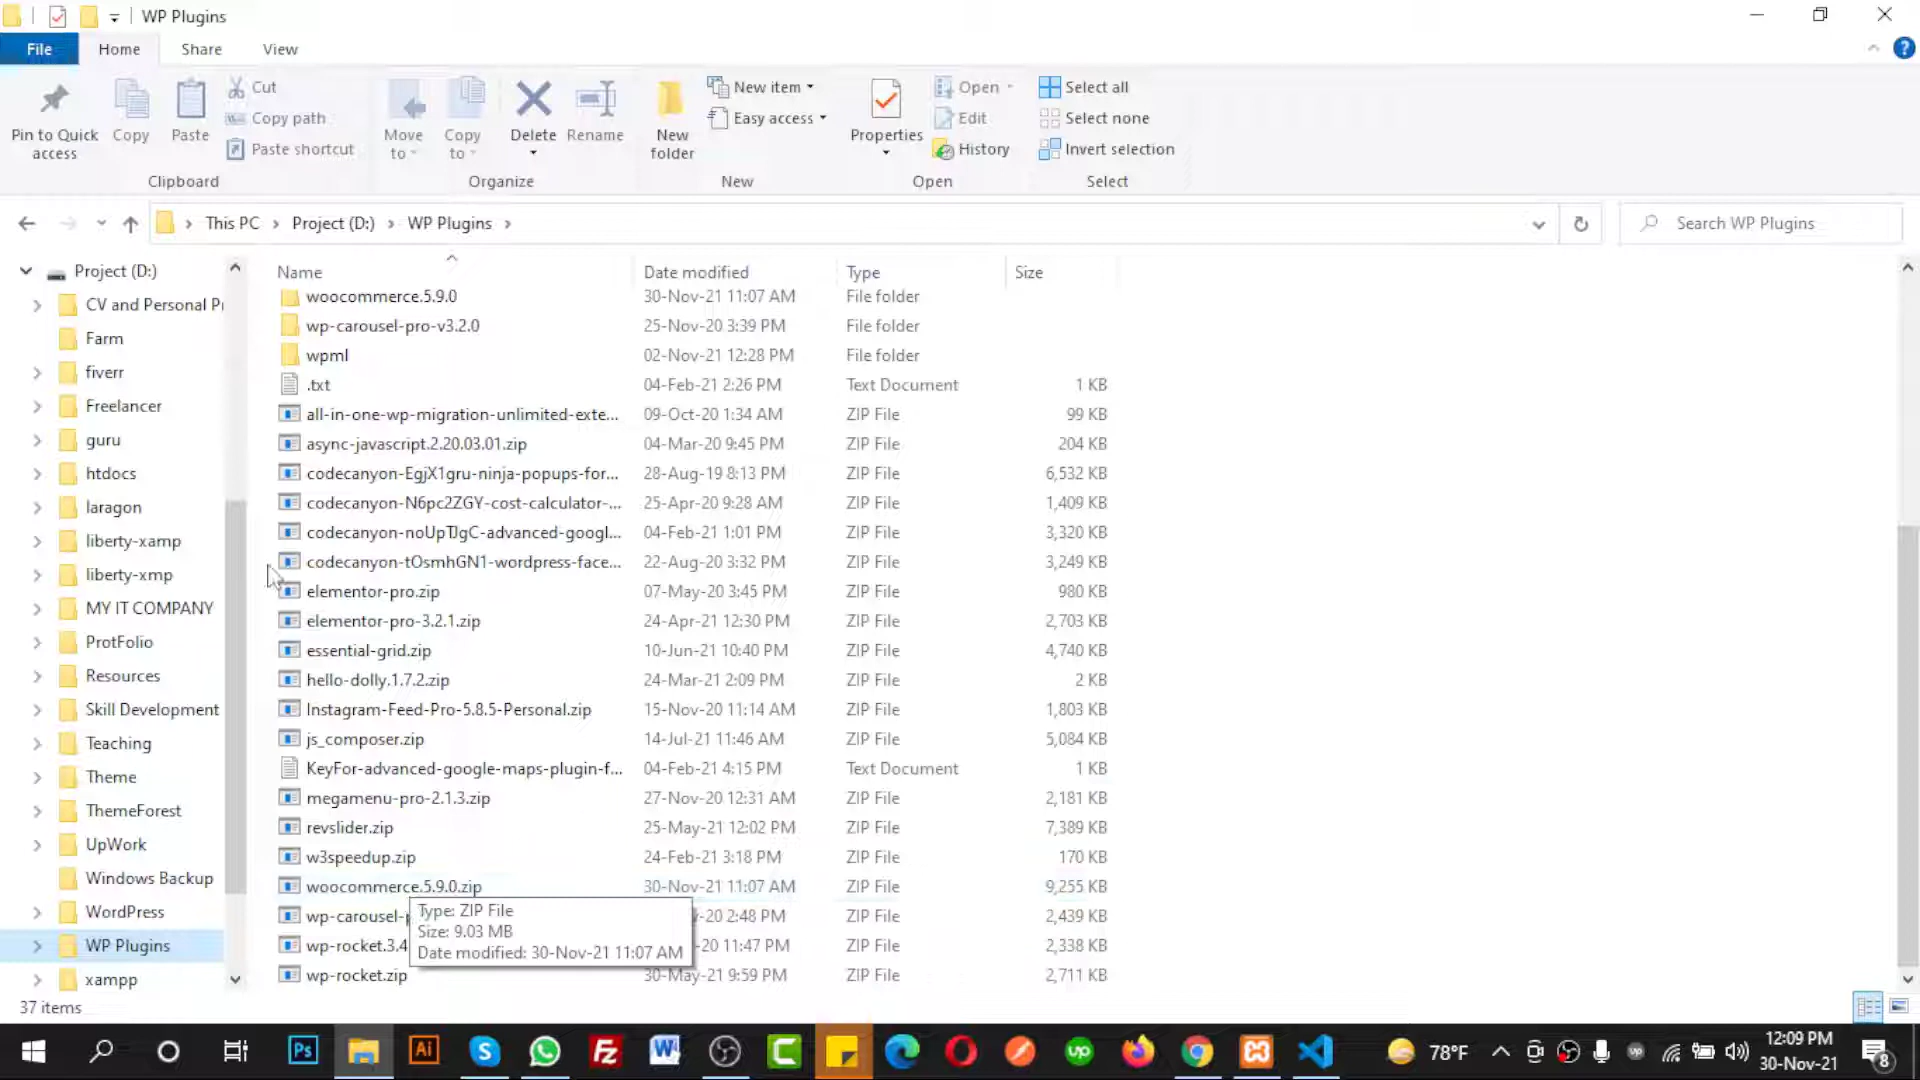 WP Plugins
File Home Share View
Pin to Quick access
Copy
Paste
Cut
Copy path
Paste shortcut
Clipboard
Move to
Copy to
Delete
Rename
Organize
New folder
New item
Easy access
New
Properties
Open
Edit
History
Open
Select all
Select none
Invert selection
Select
This PC > Project (D:) > WP Plugins >
Search WP Plugins
Project (D:)
CV and Personal Pr
Farm
fiverr
Freelancer
guru
htdocs
laragon
liberty-xamp
liberty-xmp
MY IT COMPANY
ProtFolio
Resources
Skill Development
Teaching
Theme
ThemeForest
UpWork
Windows Backup
WordPress
WP Plugins
xampp
Name Date modified Type Size
woocommerce.5.9.0 30-Nov-21 11:07 AM File folder
wp-carousel-pro-v3.2.0 25-Nov-20 3:39 PM File folder
wpml 02-Nov-21 12:28 PM File folder
.txt 04-Feb-21 2:26 PM Text Document 1 KB
all-in-one-wp-migration-unlimited-exte... 09-Oct-20 1:34 AM ZIP File 99 KB
async-javascript.2.20.03.01.zip 04-Mar-20 9:45 PM ZIP File 204 KB
codecanyon-EgjX1gru-ninja-popups-for... 28-Aug-19 8:13 PM ZIP File 6,532 KB
codecanyon-N6pc2ZGY-cost-calculator-... 25-Apr-20 9:28 AM ZIP File 1,409 KB
codecanyon-noUpTJgC-advanced-googl... 04-Feb-21 1:01 PM ZIP File 3,320 KB
codecanyon-tOsmhGN1-wordpress-face... 22-Aug-20 3:32 PM ZIP File 3,249 KB
elementor-pro.zip 07-May-20 3:45 PM ZIP File 980 KB
elementor-pro-3.2.1.zip 24-Apr-21 12:30 PM ZIP File 2,703 KB
essential-grid.zip 10-Jun-21 10:40 PM ZIP File 4,740 KB
hello-dolly.1.7.2.zip 24-Mar-21 2:09 PM ZIP File 2 KB
Instagram-Feed-Pro-5.8.5-Personal.zip 15-Nov-20 11:14 AM ZIP File 1,803 KB
js_composer.zip 14-Jul-21 11:46 AM ZIP File 5,084 KB
KeyFor-advanced-google-maps-plugin-f... 04-Feb-21 4:15 PM Text Document 1 KB
megamenu-pro-2.1.3.zip 27-Nov-20 12:31 AM ZIP File 2,181 KB
revslider.zip 25-May-21 12:02 PM ZIP File 7,389 KB
w3speedup.zip 24-Feb-21 3:18 PM ZIP File 170 KB
woocommerce.5.9.0.zip 30-Nov-21 11:07 AM ZIP File 9,255 KB
wp-carousel-p v-20 2:48 PM ZIP File 2,439 KB
wp-rocket.3.4 -20 11:47 PM ZIP File 2,338 KB
wp-rocket.zip 30-May-21 9:59 PM ZIP File 2,711 KB
Type: ZIP File
Size: 9.03 MB
Date modified: 30-Nov-21 11:07 AM
37 items
Ps
Ai
78°F
12:09 PM
30-Nov-21
8